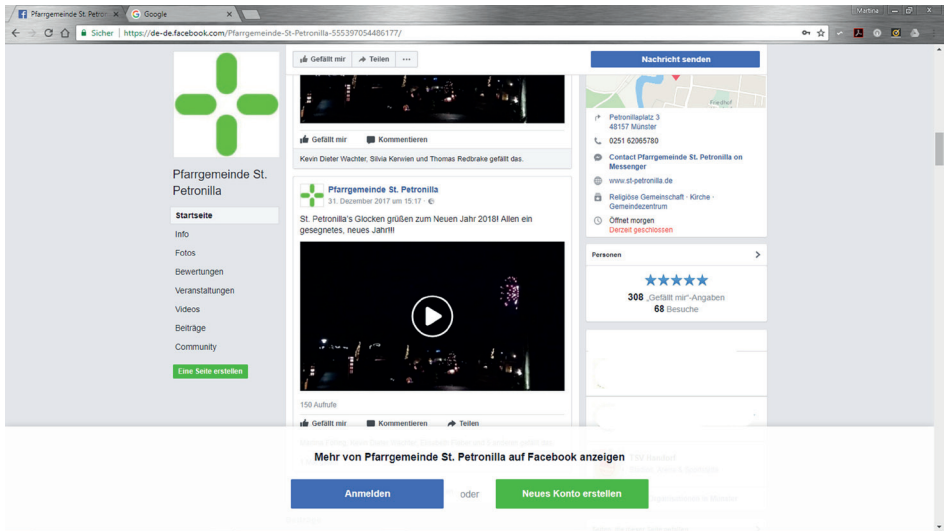 Pfarrgemeinde St. Petro
Google
Martina
Sicher | https://de-de.facebook.com/Pfarrgemeinde-St-Petronilla-555397054486177/
Pfarrgemeinde St.
Petronilla
Startseite
Info
Fotos
Bewertungen
Veranstaltungen
Videos
Beiträge
Community
Eine Seite erstellen
Gefällt mir Teilen ...
Gefällt mir Kommentieren
Kevin Dieter Wachter, Silvia Kerwien und Thomas Redbrake gefällt das.
Pfarrgemeinde St. Petronilla
31. Dezember 2017 um 15:17 ·
St. Petronilla's Glocken grüßen zum Neuen Jahr 2018! Allen ein
gesegnetes, neues Jahr!!!
150 Aufrufe
Gefällt mir Kommentieren Teilen
Nachricht senden
Friedhof
Petronillaplatz 3
48157 Münster
0251 62065780
Contact Pfarrgemeinde St. Petronilla on
Messenger
www.st-petronilla.de
Religiöse Gemeinschaft · Kirche ·
Gemeindezentrum
Öffnet morgen
Derzeit geschlossen
Personen
308 „Gefällt mir“-Angaben
68 Besuche
Mehr von Pfarrgemeinde St. Petronilla auf Facebook anzeigen
Anmelden oder Neues Konto erstellen